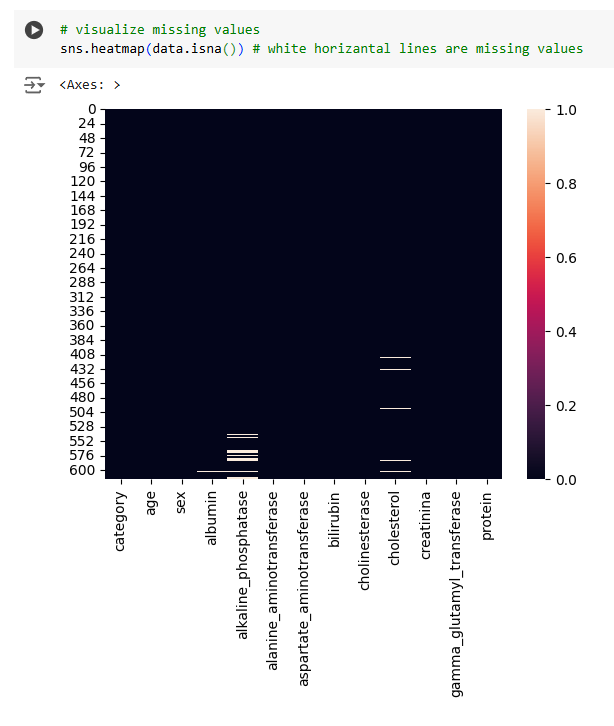 # visualize missing values
sns.heatmap(data.isna()) # white horizantal lines are missing values
<Axes: >
0
24
48
72
96
120
144
168
192
216
240
264
288
312
336
360
384
408
432
456
480
504
528
552
576
600
1.0
0.8
0.6
0.4
0.2
0.0
category
age
sex
albumin
alkaline_phosphatase
alanine_aminotransferase
aspartate_aminotransferase
bilirubin
cholinesterase
cholesterol
creatinina
gamma_glutamyl_transferase
protein